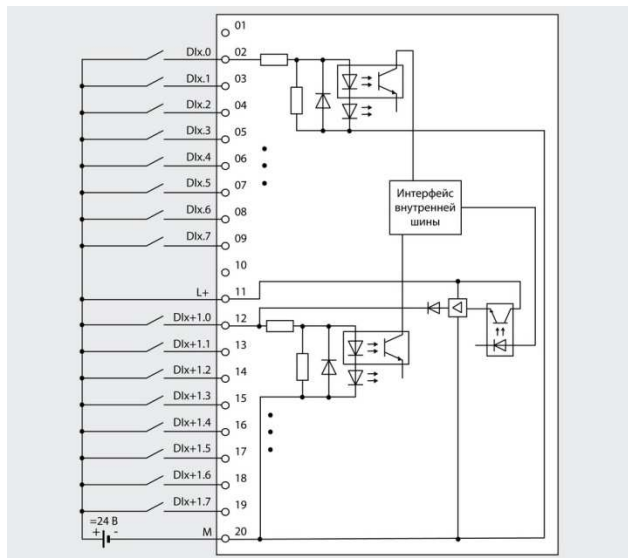 01
DIx.0 02
DIx.1 03
DIx.2 04
DIx.3 05
DIx.4 06
DIx.5 07
DIx.6 08
DIx.7 09
10
L+ 11
DIx+1.0 12
DIx+1.1 13
DIx+1.2 14
DIx+1.3 15
DIx+1.4 16
DIx+1.5 17
DIx+1.6 18
DIx+1.7 19
=24 В
+ -
M 20
Интерфейс
внутренней
шины